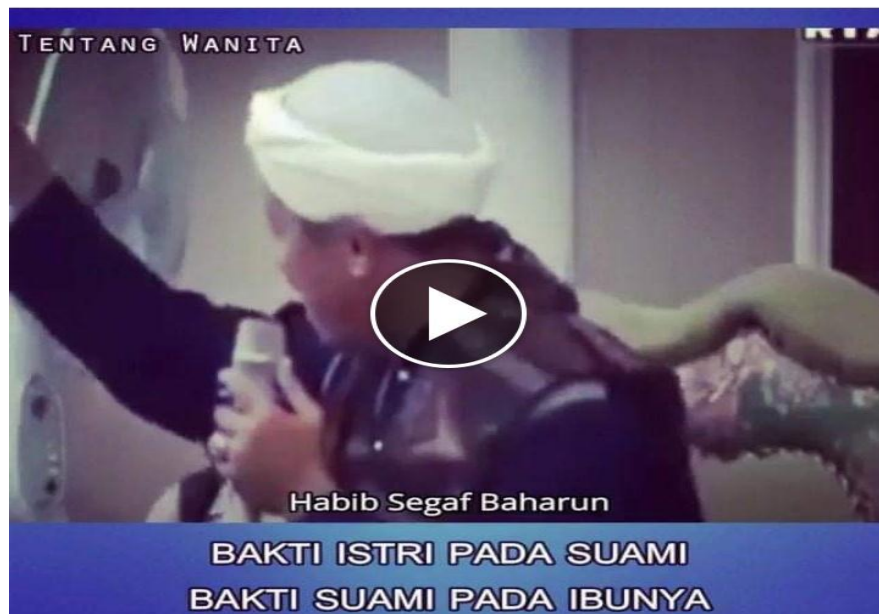 TENTANG WANITA
Habib Segaf Baharun
BAKTI ISTRI PADA SUAMI
BAKTI SUAMI PADA IBUNYA